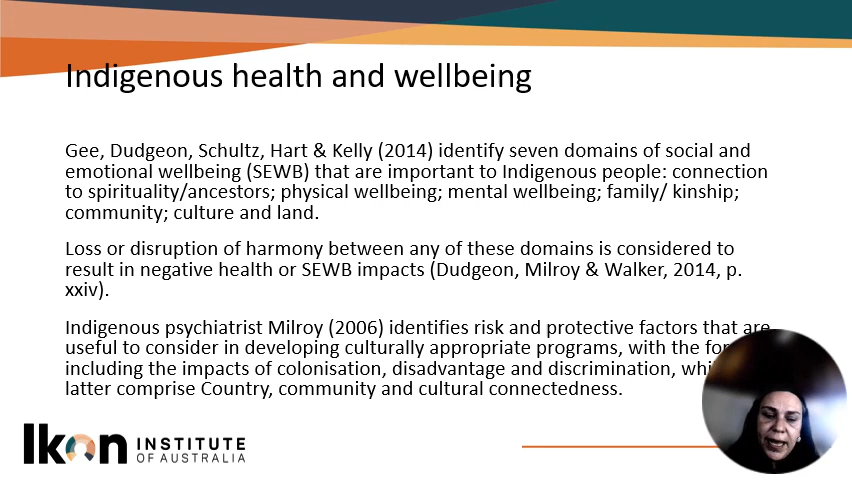 Indigenous health and wellbeing
Gee, Dudgeon, Schultz, Hart & Kelly (2014) identify seven domains of social and
emotional wellbeing (SEWB) that are important to Indigenous people: connection
to spirituality/ancestors; physical wellbeing; mental wellbeing; family/ kinship;
community; culture and land.
Loss or disruption of harmony between any of these domains is considered to
result in negative health or SEWB impacts (Dudgeon, Milroy & Walker, 2014, p.
xxiv).
Indigenous psychiatrist Milroy (2006) identifies risk and protective factors that are
useful to consider in developing culturally appropriate programs, with the
including the impacts of colonisation, disadvantage and discrimination,
latter comprise Country, community and cultural connectedness.
Ikon INSTITUTE
OF AUSTRALIA